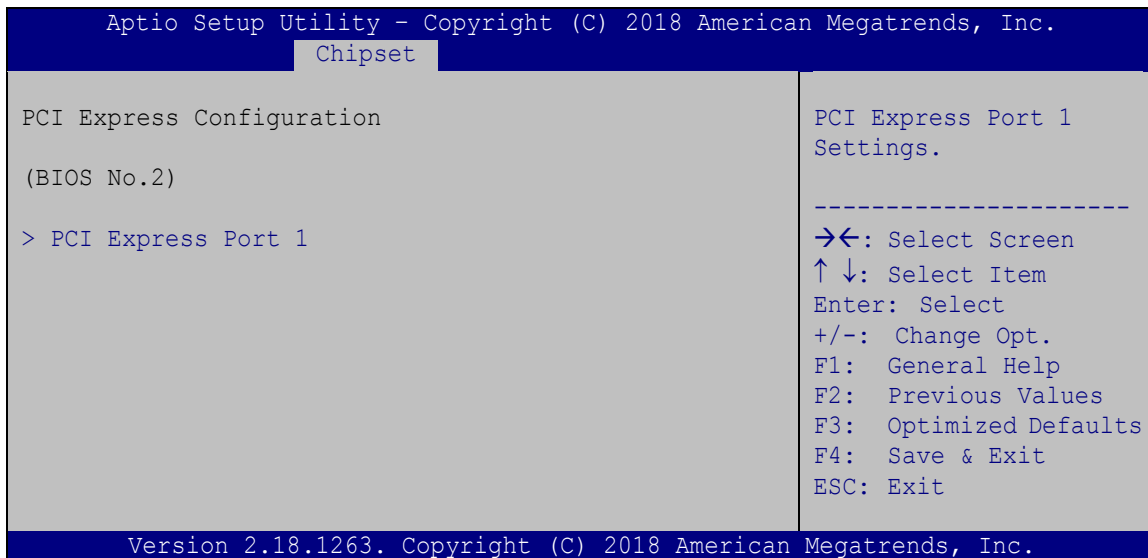 Aptio Setup Utility – Copyright (C) 2018 American Megatrends, Inc.
Chipset
PCI Express Configuration
(BIOS No.2)
> PCI Express Port 1
PCI Express Port 1
Settings.
----------------------
→←: Select Screen
↑ ↓: Select Item
Enter: Select
+/-: Change Opt.
F1: General Help
F2: Previous Values
F3: Optimized Defaults
F4: Save & Exit
ESC: Exit
Version 2.18.1263. Copyright (C) 2018 American Megatrends, Inc.